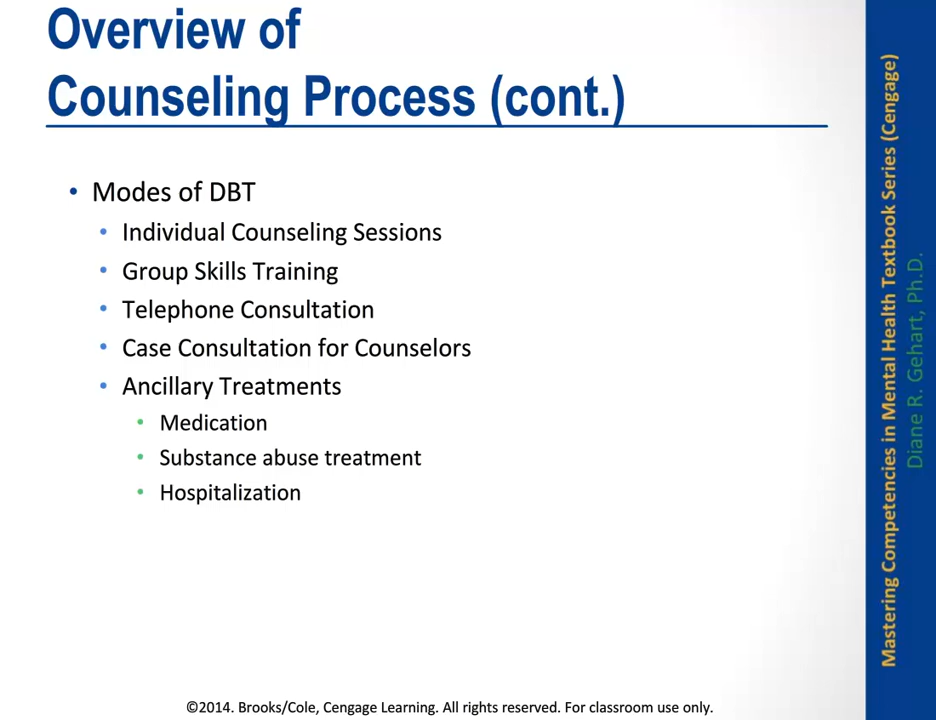 Overview of
Counseling Process (cont.)
• Modes of DBT
• Individual Counseling Sessions
• Group Skills Training
• Telephone Consultation
• Case Consultation for Counselors
• Ancillary Treatments
• Medication
• Substance abuse treatment
• Hospitalization
©2014. Brooks/Cole, Cengage Learning. All rights reserved. For classroom use only.
Mastering Competencies in Mental Health Textbook Series (Cengage)
Diane R. Gehart, Ph.D.